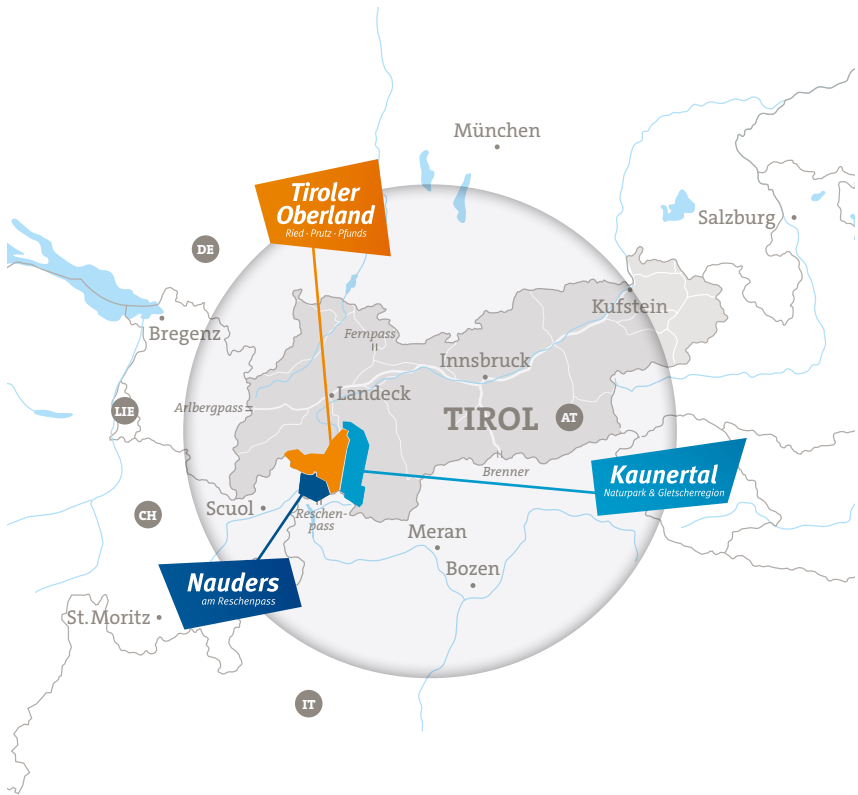 München
Tiroler
Oberland
Ried · Prutz · Pfunds
Salzburg
DE
Kufstein
Bregenz
Fernpass
Innsbruck
Landeck
Arlbergpass
LIE
TIROL
AT
Brenner
Kaunertal
Naturpark & Gletscherregion
Scuol
CH
Reschen-
pass
Meran
Bozen
Nauders
am Reschenpass
St.Moritz
IT